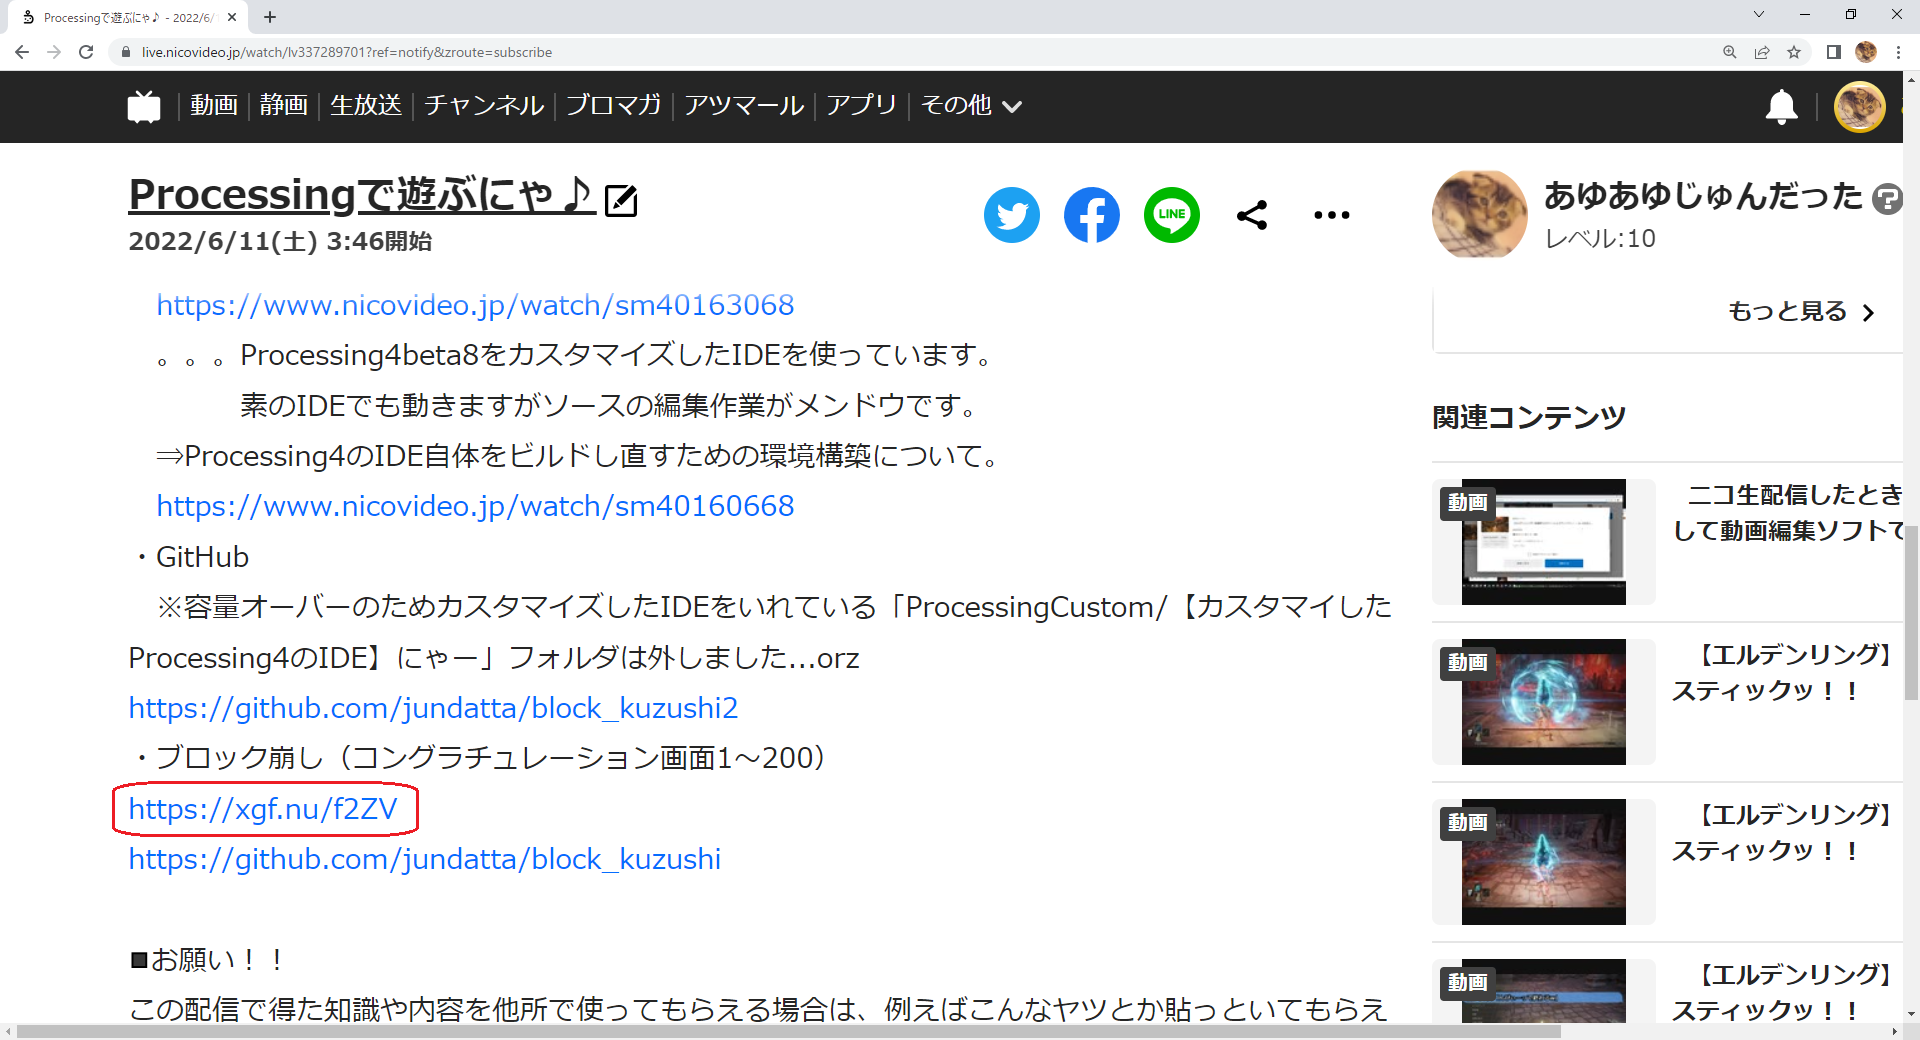 Processingで遊ぶにゃ♪ - 2022/6/
live.nicovideo.jp/watch/lv337289701?ref=notify&zroute=subscribe
動画 静画 生放送 チャンネル ブロマガ アツマール アプリ その他
Processingで遊ぶにゃ♪
2022/6/11(土) 3:46開始
LINE
あゆあゆじゅんだった
レベル:10
https://www.nicovideo.jp/watch/sm40163068
。。。Processing4beta8をカスタマイズしたIDEを使っています。
素のIDEでも動きますがソースの編集作業がメンドウです。
⇒Processing4のIDE自体をビルドし直すための環境構築について。
https://www.nicovideo.jp/watch/sm40160668
・GitHub
※容量オーバーのためカスタマイズしたIDEをいれている「ProcessingCustom/【カスタマイした
Processing4のIDE】にゃー」フォルダは外しました...orz
https://github.com/jundatta/block_kuzushi2
・ブロック崩し（コングラチュレーション画面1～200）
https://xgf.nu/f2ZV
https://github.com/jundatta/block_kuzushi
■お願い！！
この配信で得た知識や内容を他所で使ってもらえる場合は、例えばこんなヤツとか貼っといてもらえ
もっと見る
関連コンテンツ
動画
ニコ生配信したとき
して動画編集ソフトて
動画
【エルデンリング】
スティックッ！！
動画
【エルデンリング】
スティックッ！！
動画
【エルデンリング】
スティックッ！！